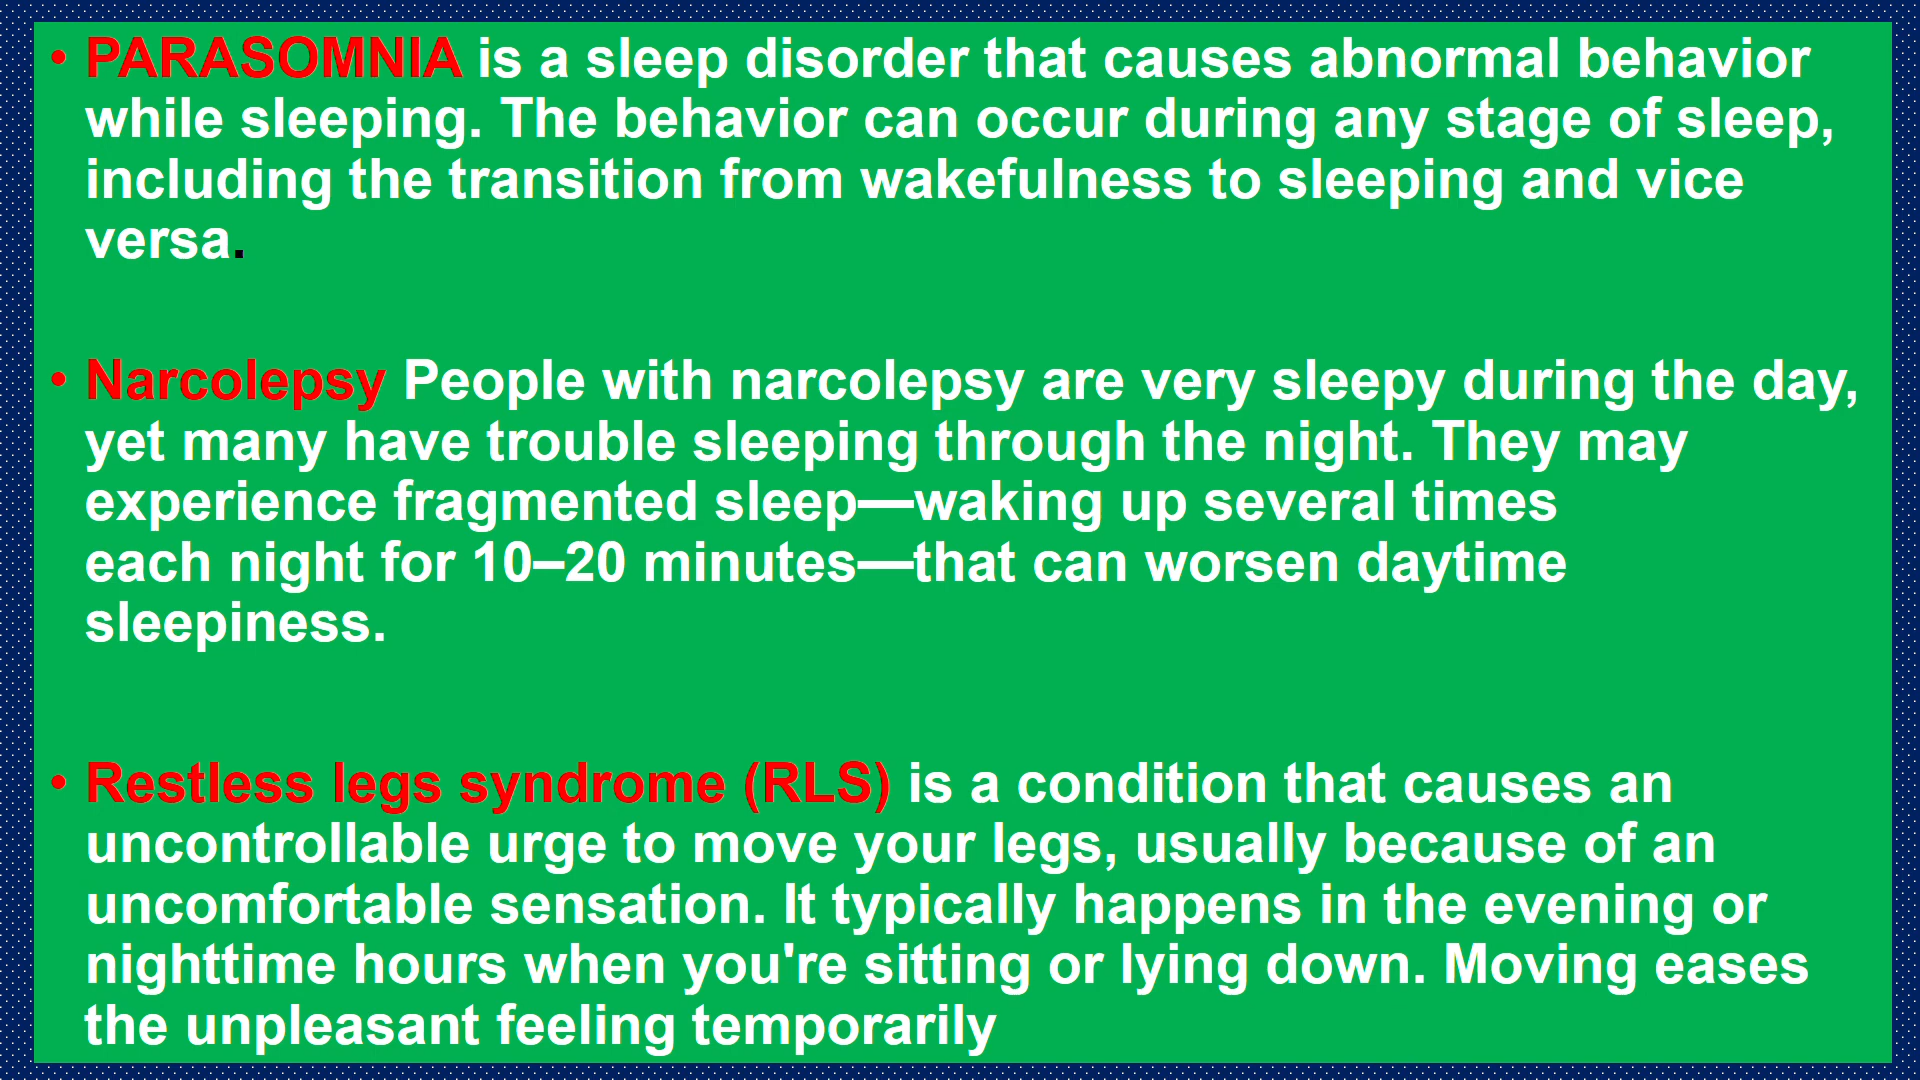 • PARASOMNIA is a sleep disorder that causes abnormal behavior
while sleeping. The behavior can occur during any stage of sleep,
including the transition from wakefulness to sleeping and vice
versa.
• Narcolepsy People with narcolepsy are very sleepy during the day,
yet many have trouble sleeping through the night. They may
experience fragmented sleep—waking up several times
each night for 10–20 minutes—that can worsen daytime
sleepiness.
• Restless legs syndrome (RLS) is a condition that causes an
uncontrollable urge to move your legs, usually because of an
uncomfortable sensation. It typically happens in the evening or
nighttime hours when you're sitting or lying down. Moving eases
the unpleasant feeling temporarily